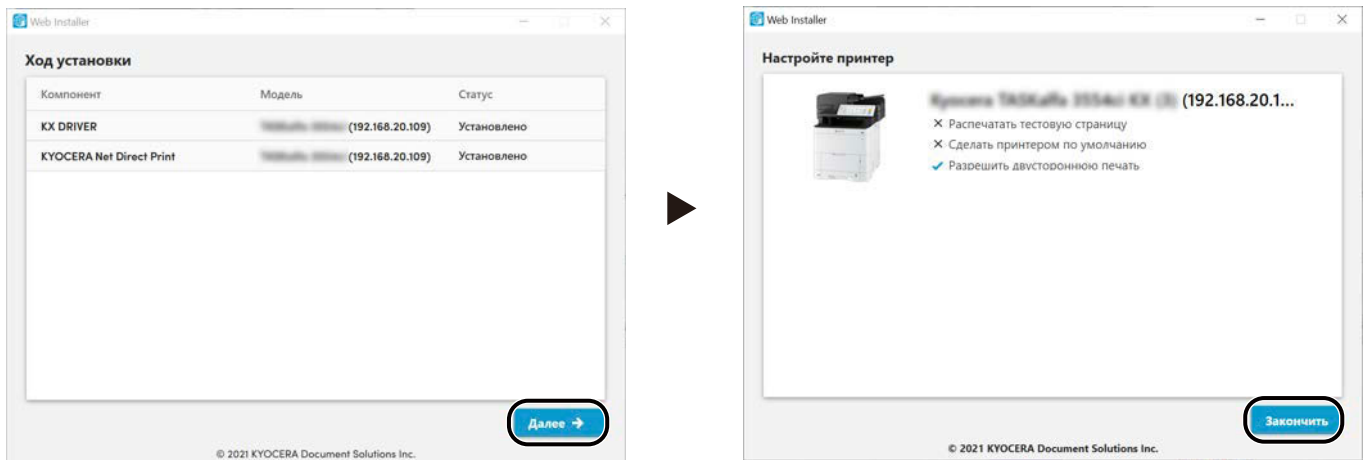 Web Installer
Ход установки
Компонент Модель Статус
KX DRIVER (192.168.20.109) Установлено
KYOCERA Net Direct Print (192.168.20.109) Установлено
Далее →
© 2021 KYOCERA Document Solutions Inc.
Web Installer
Настройте принтер
(192.168.20.1...
Распечатать тестовую страницу
Сделать принтером по умолчанию
Разрешить двустороннюю печать
Закончить
© 2021 KYOCERA Document Solutions Inc.